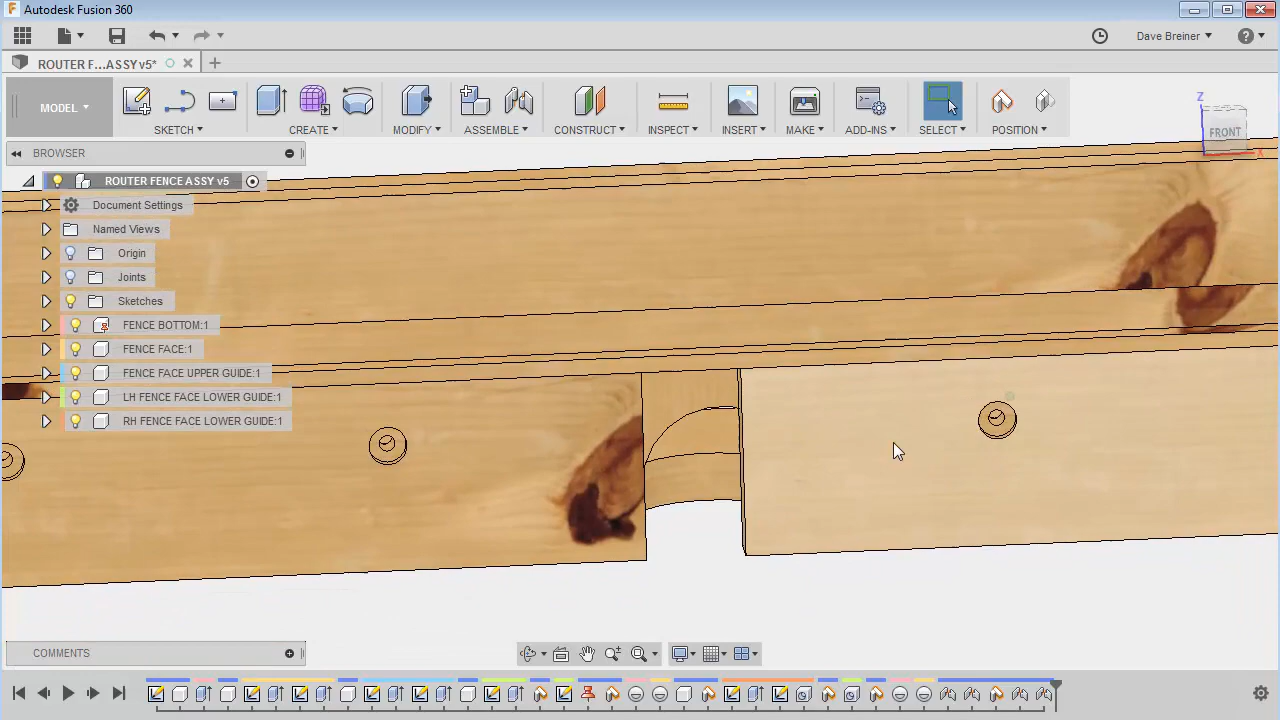 Autodesk Fusion 360
Dave Breiner
ROUTER F...ASSY v5*
MODEL
SKETCH
CREATE
MODIFY
ASSEMBLE
CONSTRUCT
INSPECT
INSERT
MAKE
ADD-INS
SELECT
POSITION
Z
FRONT
X
BROWSER
ROUTER FENCE ASSY v5
Document Settings
Named Views
Origin
Joints
Sketches
FENCE BOTTOM:1
FENCE FACE:1
FENCE FACE UPPER GUIDE:1
LH FENCE FACE LOWER GUIDE:1
RH FENCE FACE LOWER GUIDE:1
COMMENTS